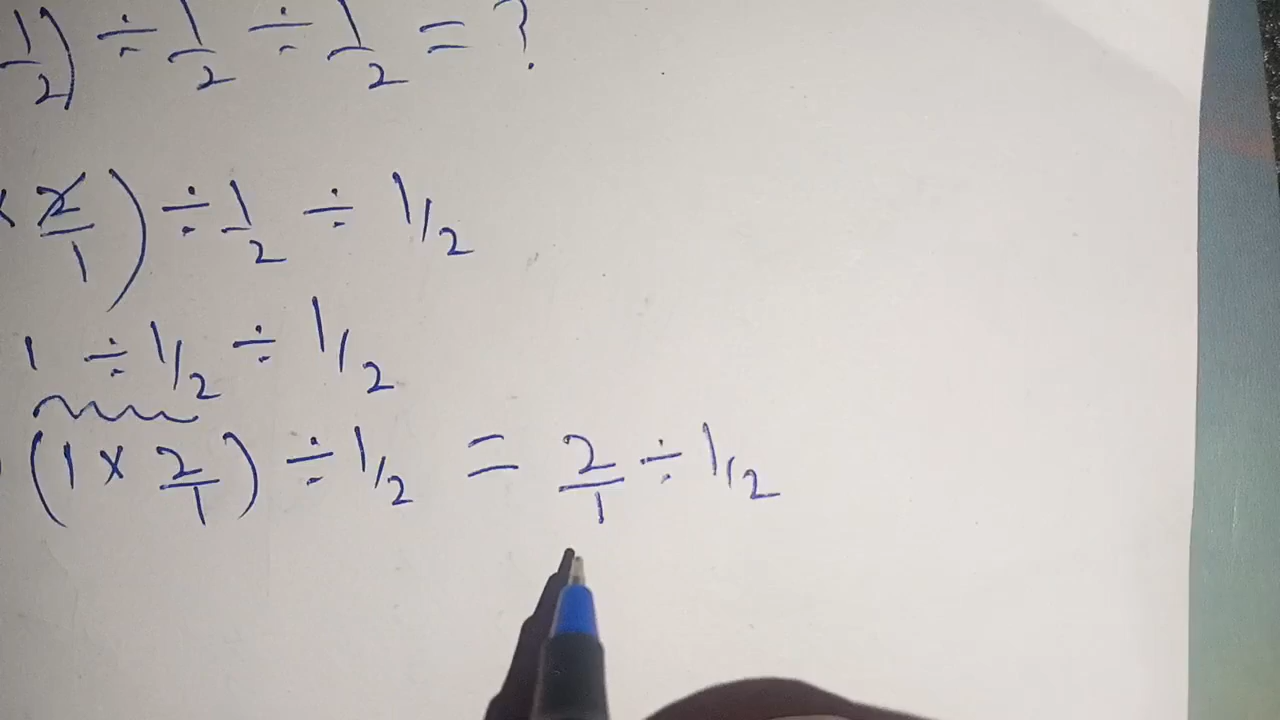 1/2) ÷ 1/2 ÷ 1/2 = ?
× 2/1) ÷ 1/2 ÷ 1/2
1 ÷ 1/2 ÷ 1/2
(1 × 2/1) ÷ 1/2 = 2/1 ÷ 1/2